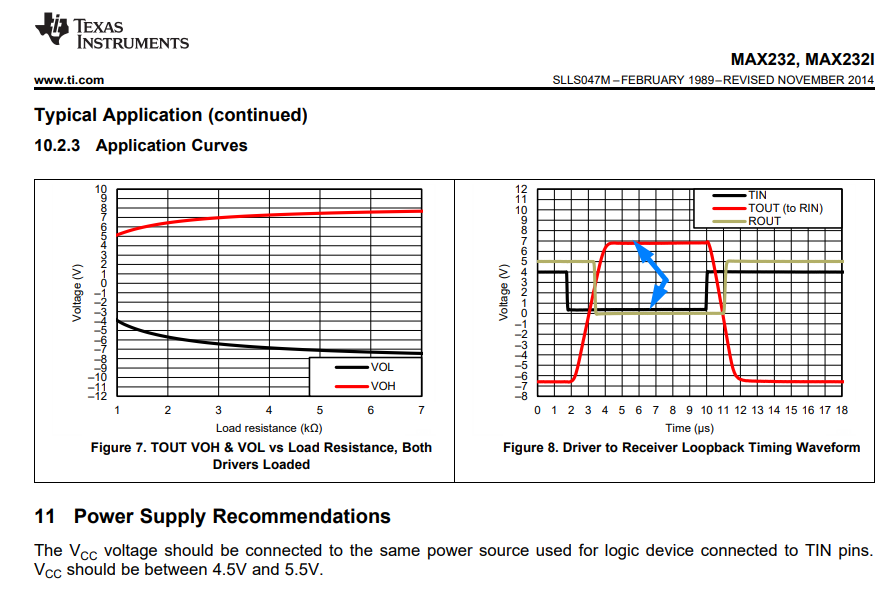 TEXAS
INSTRUMENTS
MAX232, MAX232I
www.ti.com
SLLS047M – FEBRUARY 1989 – REVISED NOVEMBER 2014
Typical Application (continued)
10.2.3 Application Curves
10
9
8
7
6
5
4
3
2
1
0
–1
–2
–3
–4
–5
–6
–7
–8
–9
–10
–11
–12
Voltage (V)
VOL
VOH
1 2 3 4 5 6 7
Load resistance (kΩ)
Figure 7. TOUT VOH & VOL vs Load Resistance, Both
Drivers Loaded
12
11
10
9
8
7
6
5
4
3
2
1
0
–1
–2
–3
–4
–5
–6
–7
–8
Voltage (V)
TIN
TOUT (to RIN)
ROUT
0 1 2 3 4 5 6 7 8 9 10 11 12 13 14 15 16 17 18
Time (μs)
Figure 8. Driver to Receiver Loopback Timing Waveform
11 Power Supply Recommendations
The VCC voltage should be connected to the same power source used for logic device connected to TIN pins.
VCC should be between 4.5V and 5.5V.